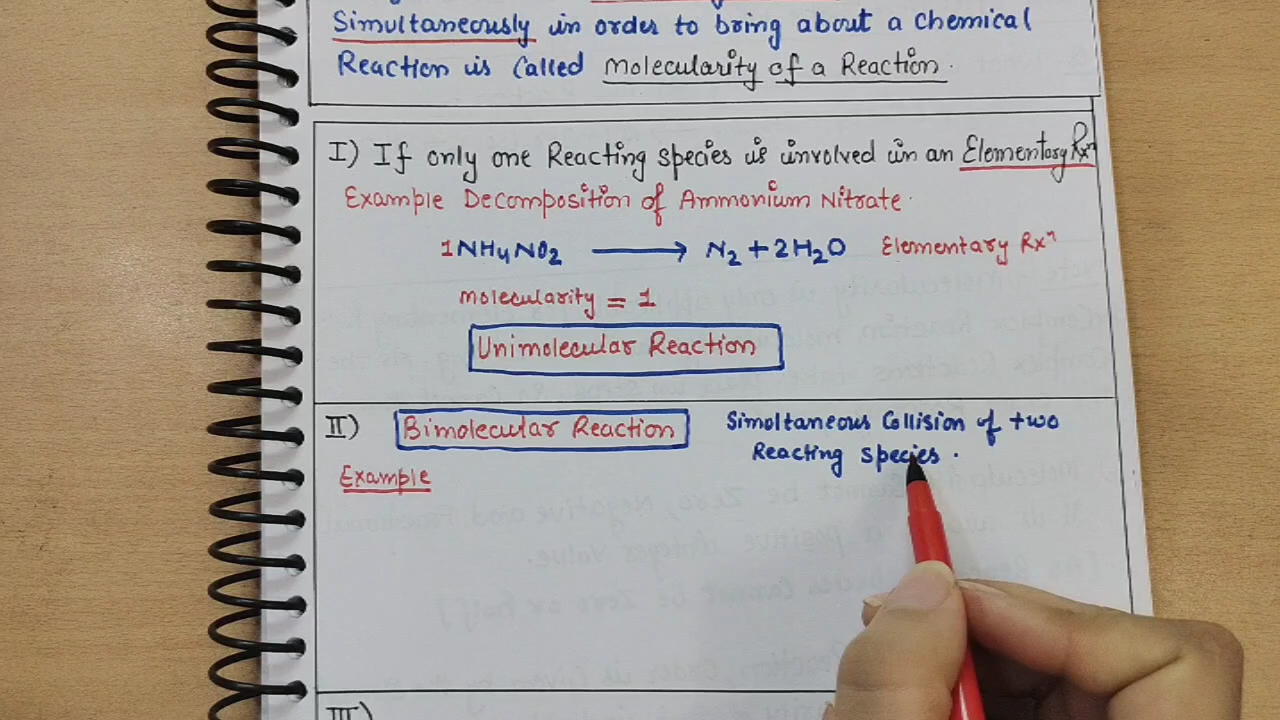 Simultaneously in order to bring about a Chemical
Reaction is Called Molecularity of a Reaction.
I) If only one Reacting species is involved in an Elementary Rxn
Example Decomposition of Ammonium Nitrate.
1NH4NO2 ⟶ N2 + 2H2O Elementary Rxn
molecularity = 1
Unimolecular Reaction
II) Bimolecular Reaction Simoltaneous Collision of two
Reacting species.
Example
III)